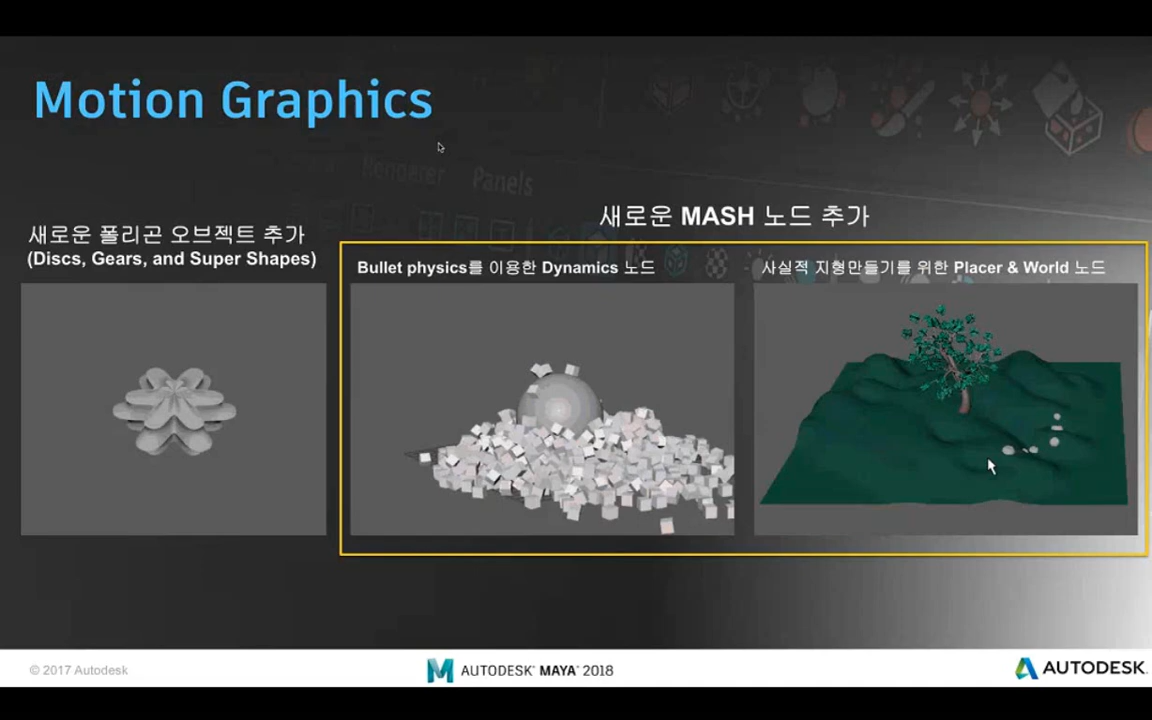 Motion Graphics
Renderer
Panels
새로운 MASH 노드 추가
새로운 폴리곤 오브젝트 추가
(Discs, Gears, and Super Shapes)
Bullet physics를 이용한 Dynamics 노드
사실적 지형만들기를 위한 Placer & World 노드
© 2017 Autodesk
AUTODESK® MAYA® 2018
AUTODESK.